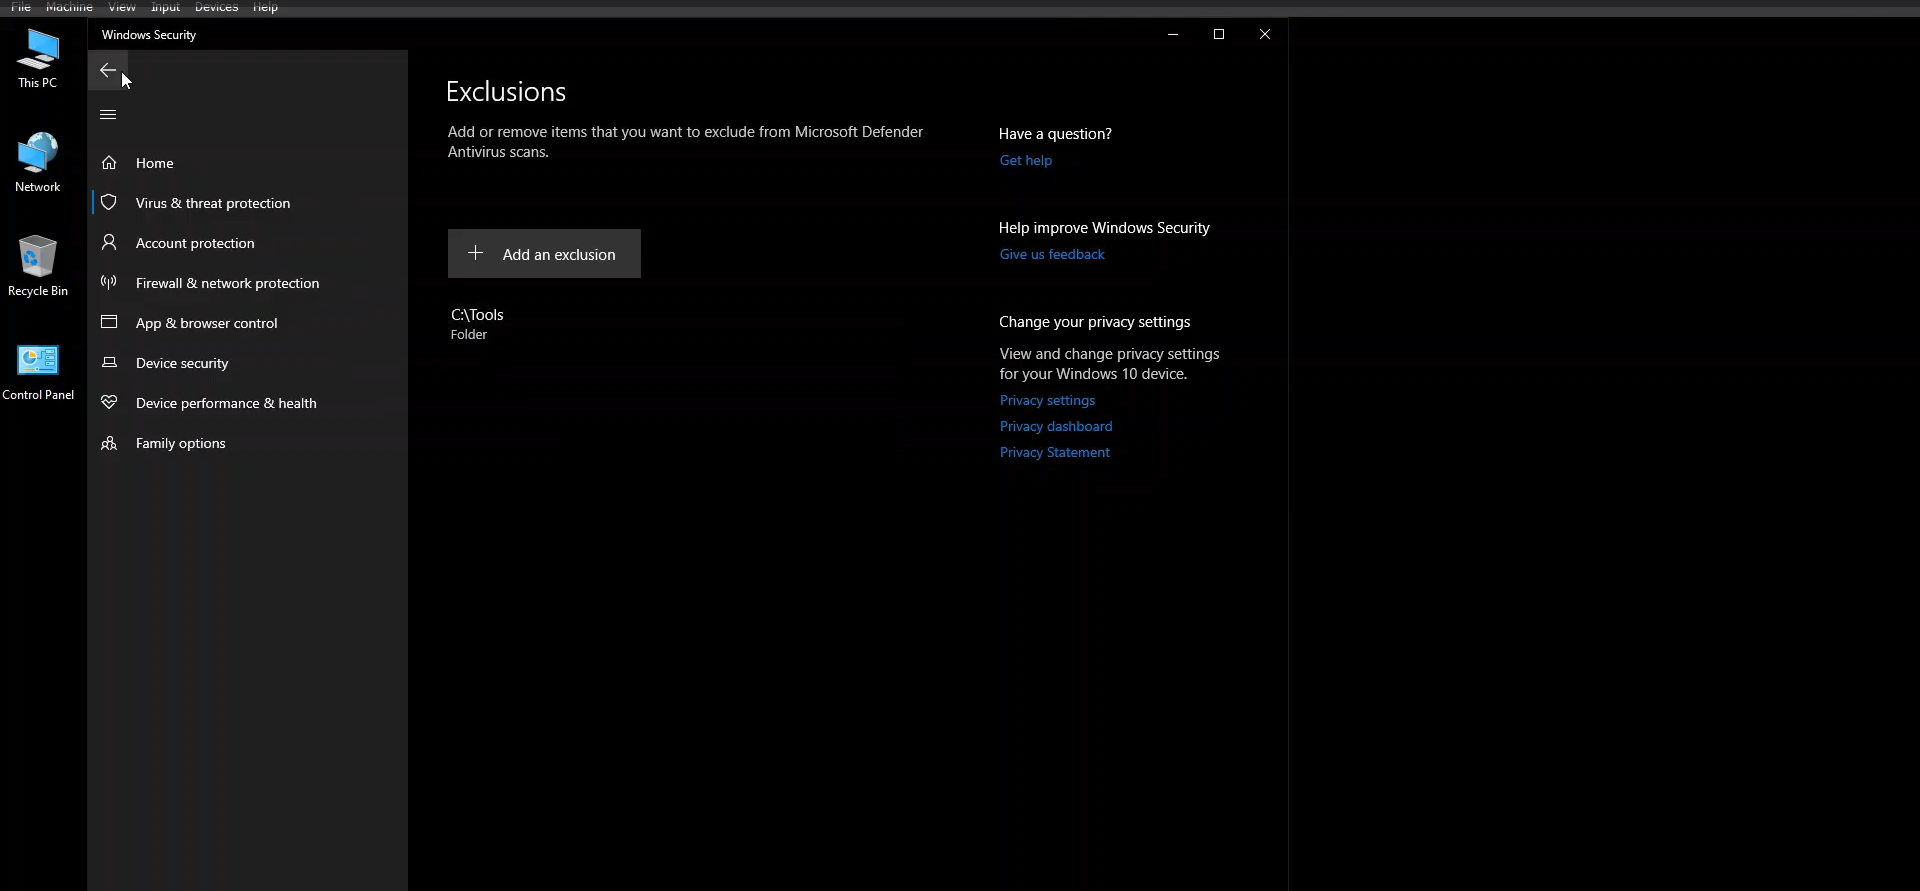 File Machine View Input Devices Help
Windows Security
This PC
Network
Recycle Bin
Control Panel
Home
Virus & threat protection
Account protection
Firewall & network protection
App & browser control
Device security
Device performance & health
Family options
Exclusions
Add or remove items that you want to exclude from Microsoft Defender
Antivirus scans.
Add an exclusion
C:\Tools
Folder
Have a question?
Get help
Help improve Windows Security
Give us feedback
Change your privacy settings
View and change privacy settings
for your Windows 10 device.
Privacy settings
Privacy dashboard
Privacy Statement